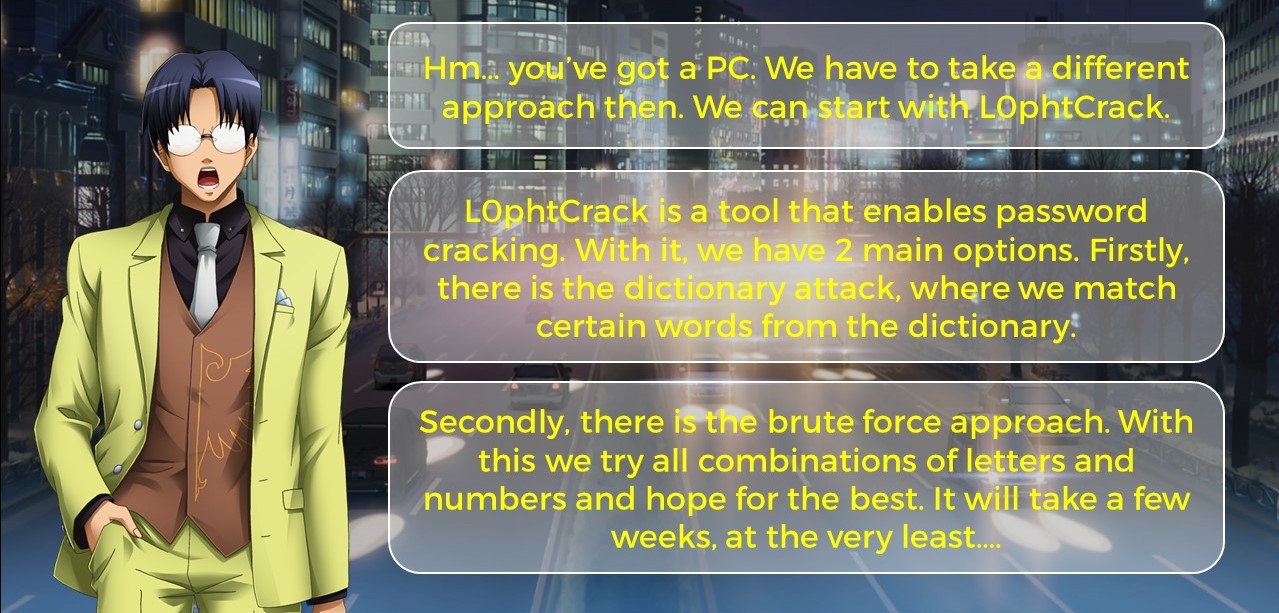 Hm... you've got a PC. We have to take a different
approach then. We can start with L0phtCrack.
L0phtCrack is a tool that enables password
cracking. With it, we have 2 main options. Firstly,
there is the dictionary attack, where we match
certain words from the dictionary.
Secondly, there is the brute force approach. With
this we try all combinations of letters and
numbers and hope for the best. It will take a few
weeks, at the very least....